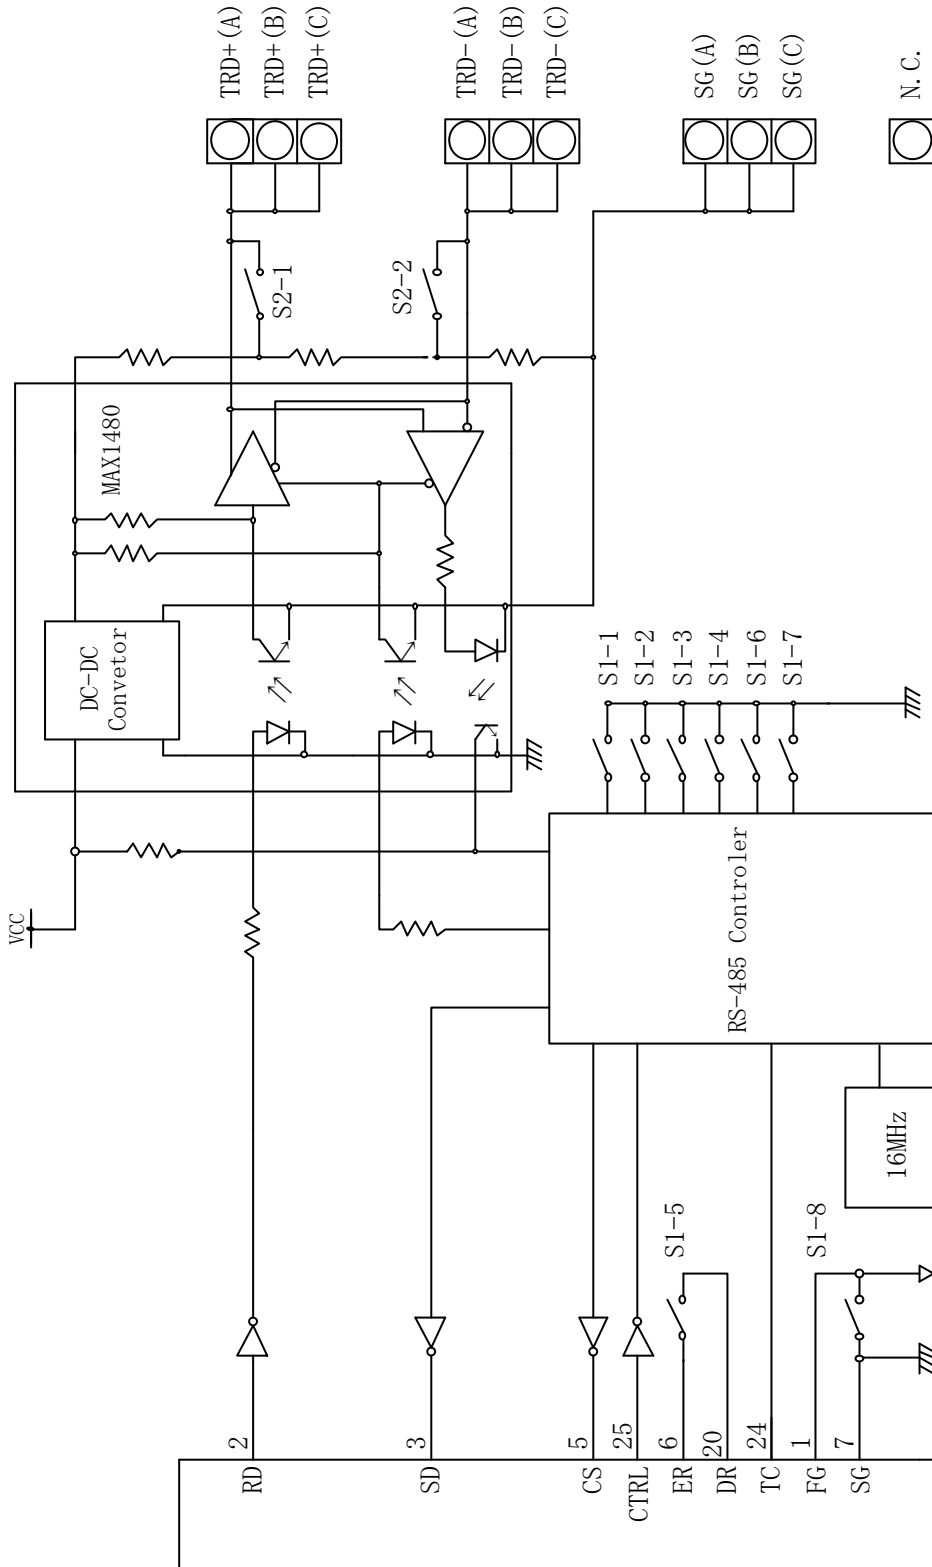 TRD+(A)
TRD+(B)
TRD+(C)
TRD-(A)
TRD-(B)
TRD-(C)
SG(A)
SG(B)
SG(C)
N.C.
S2-1
S2-2
MAX1480
DC-DC
Convetor
VCC
S1-1
S1-2
S1-3
S1-4
S1-6
S1-7
RS-485 Controler
16MHz
S1-5
S1-8
2
RD
3
SD
5
CS
25
CTRL
6
ER
20
DR
24
TC
1
FG
7
SG